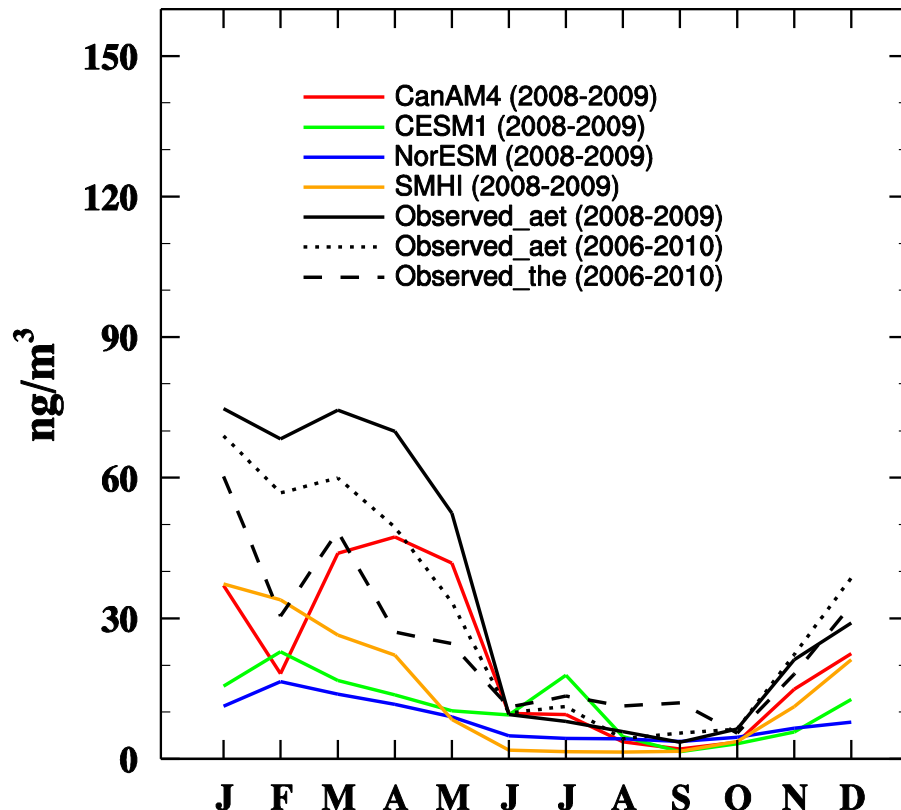 150
CanAM4 (2008-2009)
CESM1 (2008-2009)
NorESM (2008-2009)
SMHI (2008-2009)
Observed_aet (2008-2009)
Observed_aet (2006-2010)
Observed_the (2006-2010)
120
90
60
30
0
ng/m³
J F M A M J J A S O N D